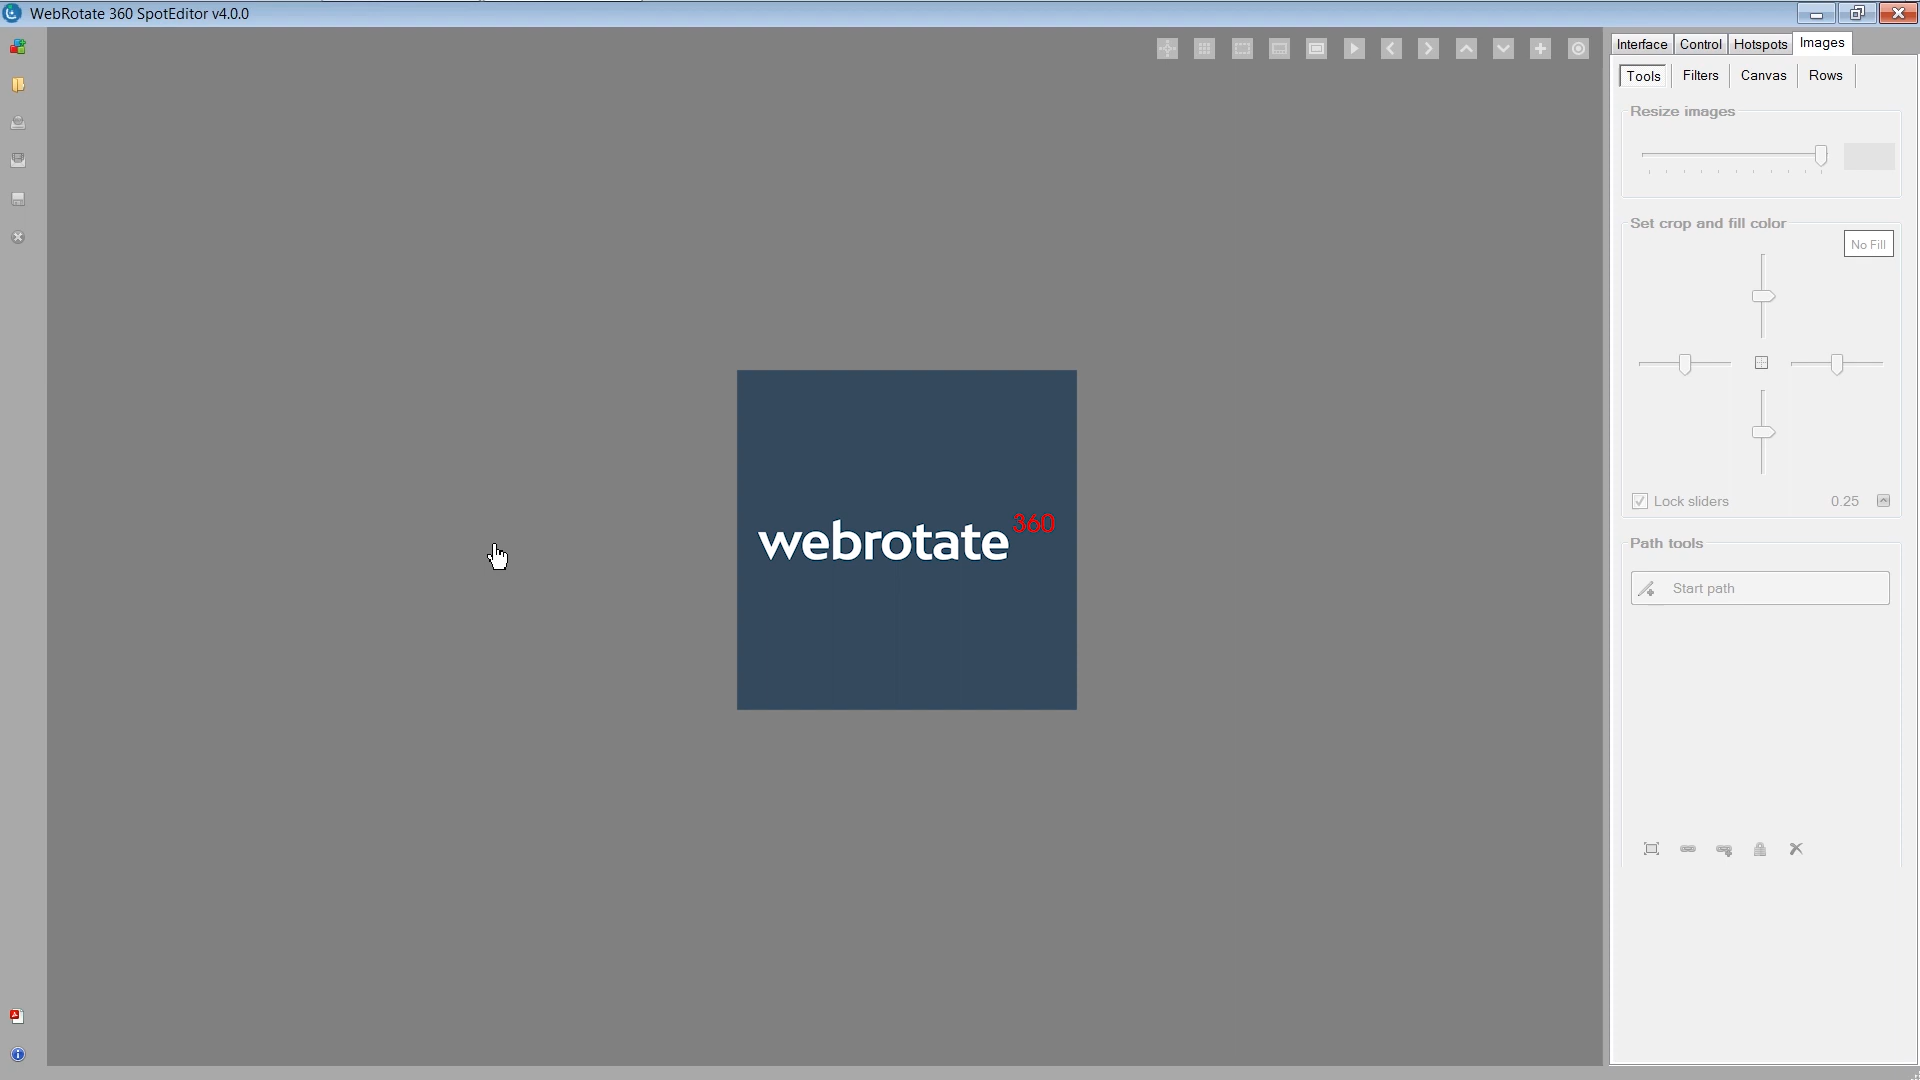 WebRotate 360 SpotEditor v4.0.0
Interface Control Hotspots Images
Tools Filters Canvas Rows
Resize images
Set crop and fill color
No Fill
webrotate 360
Lock sliders 0.25
Path tools
Start path